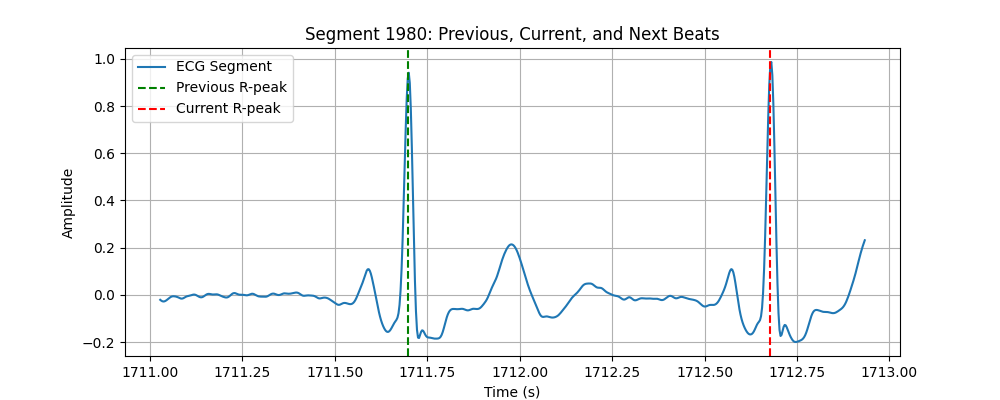 Segment 1980: Previous, Current, and Next Beats
ECG Segment
Previous R-peak
Current R-peak
Amplitude
1.0
0.8
0.6
0.4
0.2
0.0
−0.2
1711.00 1711.25 1711.50 1711.75 1712.00 1712.25 1712.50 1712.75 1713.00
Time (s)